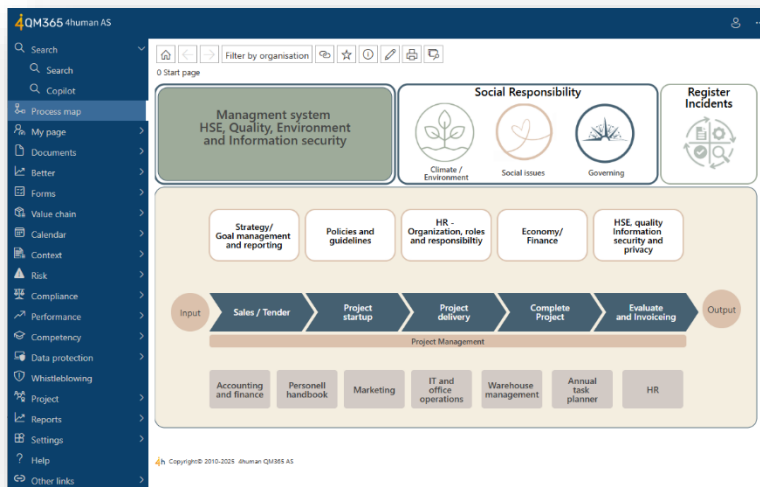 4QM365 4human AS
Search
Search
Copilot
Process map
My page
Documents
Better
Forms
Value chain
Calendar
Context
Risk
Compliance
Performance
Competency
Data protection
Whistleblowing
Project
Reports
Settings
Help
Other links
Filter by organisation
0 Start page
Managment system
HSE, Quality, Environment
and Information security
Social Responsibility
Climate /
Environment
Social issues
Governing
Register
Incidents
Strategy/
Goal management
and reporting
Policies and
guidelines
HR -
Organization, roles
and responsibiltiy
Economy/
Finance
HSE, quality
Information
security and
privacy
Input
Sales / Tender
Project
startup
Project
delivery
Complete
Project
Evaluate
and Invoiceing
Output
Project Management
Accounting
and finance
Personell
handbook
Marketing
IT and
office
operations
Warehouse
management
Annual
task
planner
HR
4h Copyright© 2010-2025 4human QM365 AS